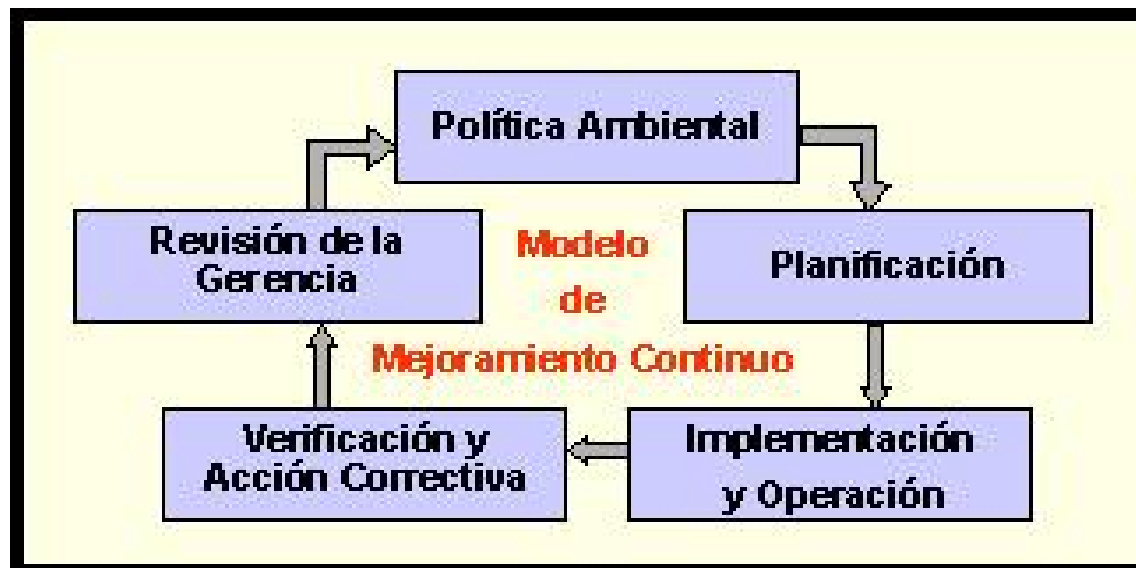 Política Ambiental
Planificación
Implementación
y Operación
Verificación y
Acción Correctiva
Revisión de la
Gerencia
Modelo
de
Mejoramiento Continuo